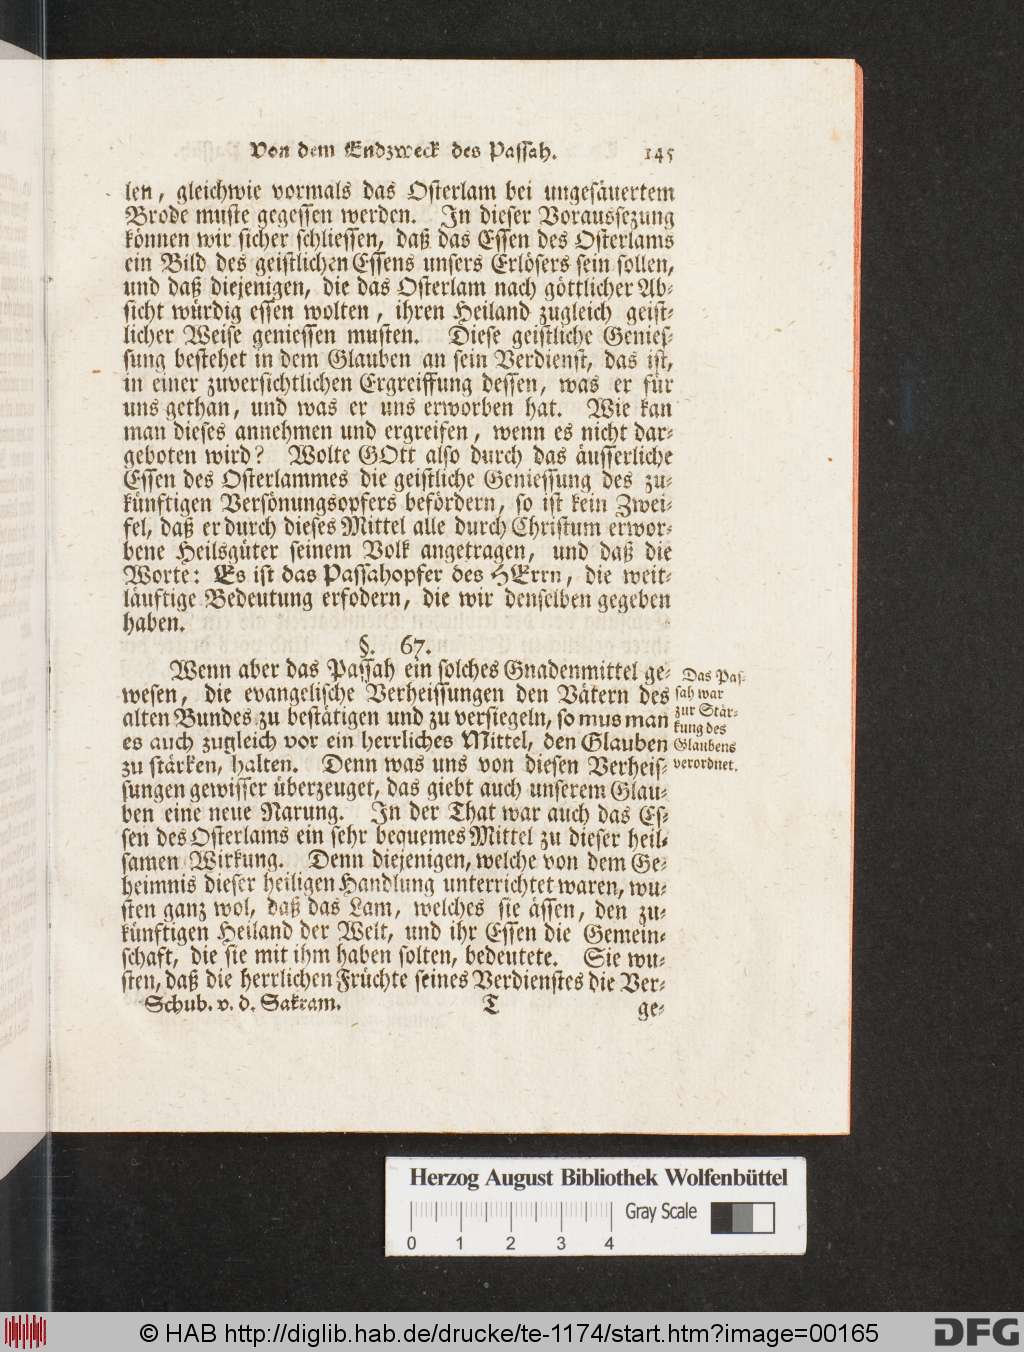 Von dem Endzweck des Passah. 145
len, gleichwie vormals das Osterlam bei ungesäuertem
Brode muste gegessen werden. In dieser Voraussezung
können wir sicher schliessen, daß das Essen des Osterlams
ein Bild des geistlichen Essens unsers Erlösers sein sollen,
und daß diejenigen, die das Osterlam nach göttlicher Ab-
sicht würdig essen wolten, ihren Heiland zugleich geist-
licher Weise geniessen musten. Diese geistliche Genies-
sung bestehet in dem Glauben an sein Verdienst, das ist,
in einer zuversichtlichen Ergreiffung dessen, was er für
uns gethan, und was er uns erworben hat. Wie kan
man dieses annehmen und ergreifen, wenn es nicht dar-
geboten wird? Wolte GOtt also durch das äusserliche
Essen des Osterlammes die geistliche Geniessung des zu-
künftigen Versönungsopfers befördern, so ist kein Zwei-
fel, daß er durch dieses Mittel alle durch Christum erwor-
bene Heilsgüter seinem Volk angetragen, und daß die
Worte: Es ist das Passahopfer des HErrn, die weit-
läuftige Bedeutung erfodern, die wir denselben gegeben
haben.
§. 67.
Wenn aber das Passah ein solches Gnadenmittel ge-
wesen, die evangelische Verheissungen den Vätern des
alten Bundes zu bestätigen und zu versiegeln, so mus man
es auch zugleich vor ein herrliches Mittel, den Glauben
zu stärken, halten. Denn was uns von diesen Verheis-
sungen gewisser überzeuget, das giebt auch unserem Glau-
ben eine neue Narung. In der That war auch das Es-
sen des Osterlams ein sehr bequemes Mittel zu dieser heil-
samen Wirkung. Denn diejenigen, welche von dem Ge-
heimnis dieser heiligen Handlung unterrichtet waren, wu-
sten ganz wol, daß das Lam, welches sie ässen, den zu-
künftigen Heiland der Welt, und ihr Essen die Gemein-
schaft, die sie mit ihm haben solten, bedeutete. Sie wu-
sten, daß die herrlichen Früchte seines Verdienstes die Ver-
Das Pas-
sah war
zur Stär-
kung des
Glaubens
verordnet.
Schub. v. d. Sakram. T ge-
Herzog August Bibliothek Wolfenbüttel
Gray Scale
0 1 2 3 4
© HAB http://diglib.hab.de/drucke/te-1174/start.htm?image=00165
DFG